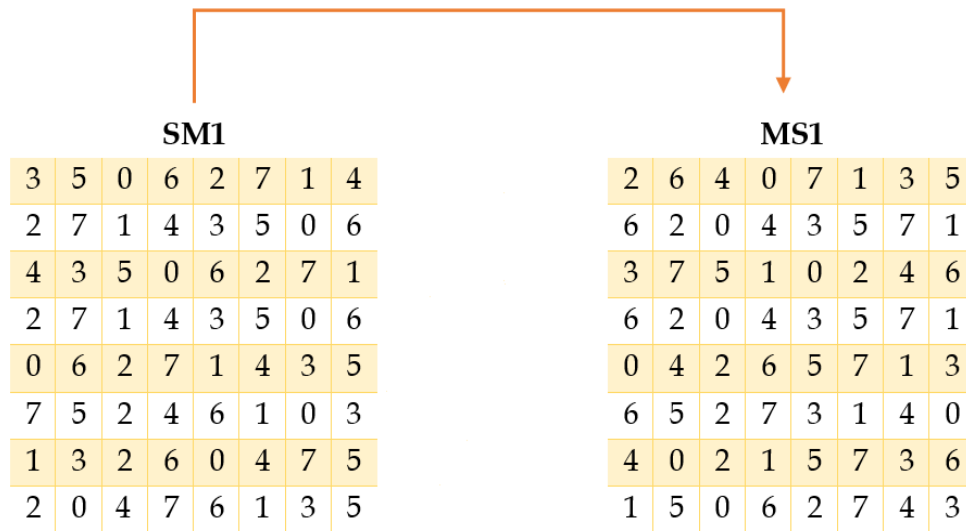 SM1 MS1
3 5 0 6 2 7 1 4 2 6 4 0 7 1 3 5
2 7 1 4 3 5 0 6 6 2 0 4 3 5 7 1
4 3 5 0 6 2 7 1 3 7 5 1 0 2 4 6
2 7 1 4 3 5 0 6 6 2 0 4 3 5 7 1
0 6 2 7 1 4 3 5 0 4 2 6 5 7 1 3
7 5 2 4 6 1 0 3 6 5 2 7 3 1 4 0
1 3 2 6 0 4 7 5 4 0 2 1 5 7 3 6
2 0 4 7 6 1 3 5 1 5 0 6 2 7 4 3